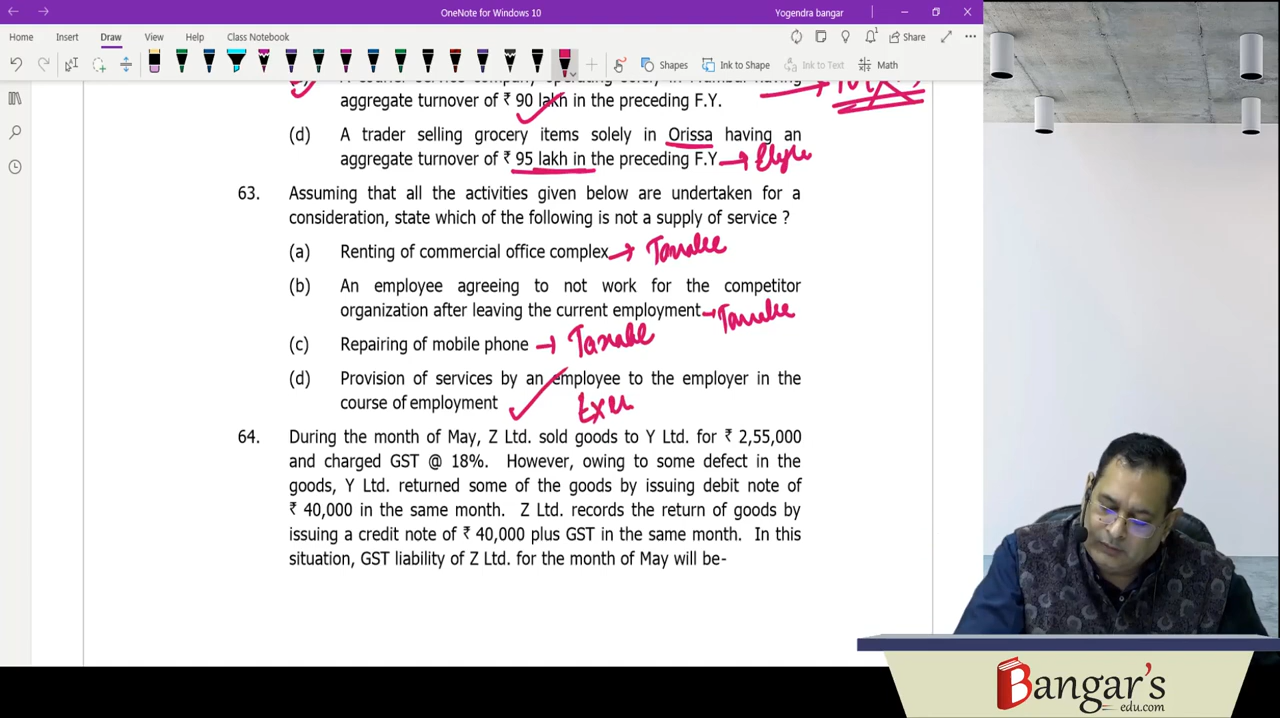 OneNote for Windows 10
Yogendra bangar
Home Insert Draw View Help Class Notebook
Share
Shapes Ink to Shape Ink to Text Math
aggregate turnover of ₹ 90 lakh in the preceding F.Y.
(d) A trader selling grocery items solely in Orissa having an
aggregate turnover of ₹ 95 lakh in the preceding F.Y
63. Assuming that all the activities given below are undertaken for a
consideration, state which of the following is not a supply of service ?
(a) Renting of commercial office complex
(b) An employee agreeing to not work for the competitor
organization after leaving the current employment
(c) Repairing of mobile phone → Taxable
(d) Provision of services by an employee to the employer in the
course of employment
64. During the month of May, Z Ltd. sold goods to Y Ltd. for ₹ 2,55,000
and charged GST @ 18%. However, owing to some defect in the
goods, Y Ltd. returned some of the goods by issuing debit note of
₹ 40,000 in the same month. Z Ltd. records the return of goods by
issuing a credit note of ₹ 40,000 plus GST in the same month. In this
situation, GST liability of Z Ltd. for the month of May will be-
Bangar's
edu.com